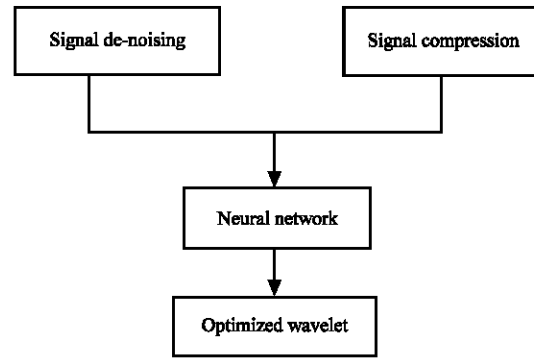 Signal de-noising
Signal compression
Neural network
Optimized wavelet